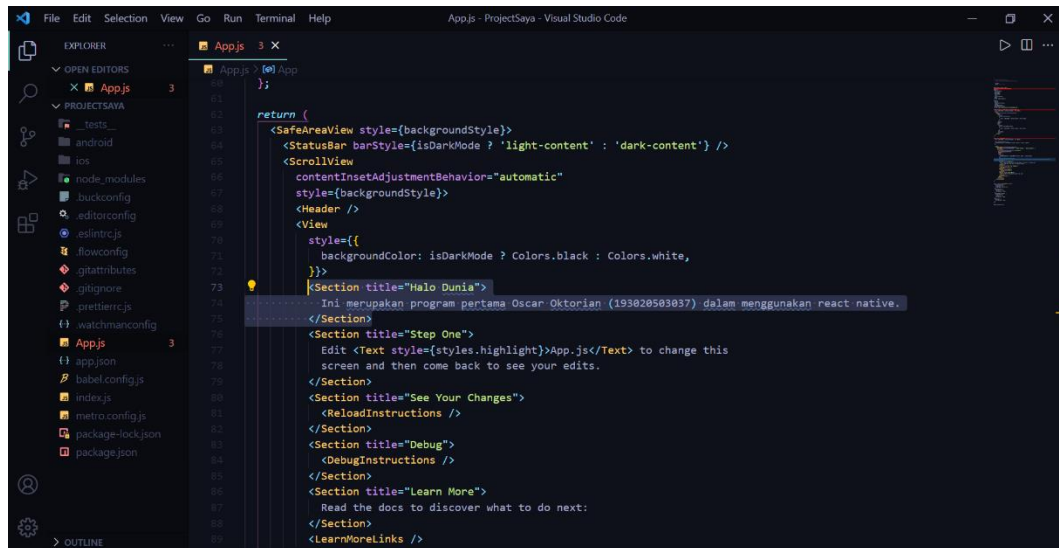 File Edit Selection View Go Run Terminal Help App.js - ProjectSaya - Visual Studio Code
EXPLORER
OPEN EDITORS
App.js 3
PROJECTSAYA
__tests__
android
ios
node_modules
.buckconfig
.editorconfig
.eslintrc.js
.flowconfig
.gitattributes
.gitignore
.prettierrc.js
.watchmanconfig
App.js 3
app.json
babel.config.js
index.js
metro.config.js
package-lock.json
package.json
OUTLINE
App.js 3
App.js > App
60 };
61
62 return (
63 <SafeAreaView style={backgroundStyle}>
64 <StatusBar barStyle={isDarkMode ? 'light-content' : 'dark-content'} />
65 <ScrollView
66 contentInsetAdjustmentBehavior="automatic"
67 style={backgroundStyle}>
68 <Header />
69 <View
70 style={{
71 backgroundColor: isDarkMode ? Colors.black : Colors.white,
72 }}>
73 <Section title="Halo Dunia">
74 Ini merupakan program pertama Oscar Oktorian (193020503037) dalam menggunakan react native.
75 </Section>
76 <Section title="Step One">
77 Edit <Text style={styles.highlight}>App.js</Text> to change this
78 screen and then come back to see your edits.
79 </Section>
80 <Section title="See Your Changes">
81 <ReloadInstructions />
82 </Section>
83 <Section title="Debug">
84 <DebugInstructions />
85 </Section>
86 <Section title="Learn More">
87 Read the docs to discover what to do next:
88 </Section>
89 <LearnMoreLinks />